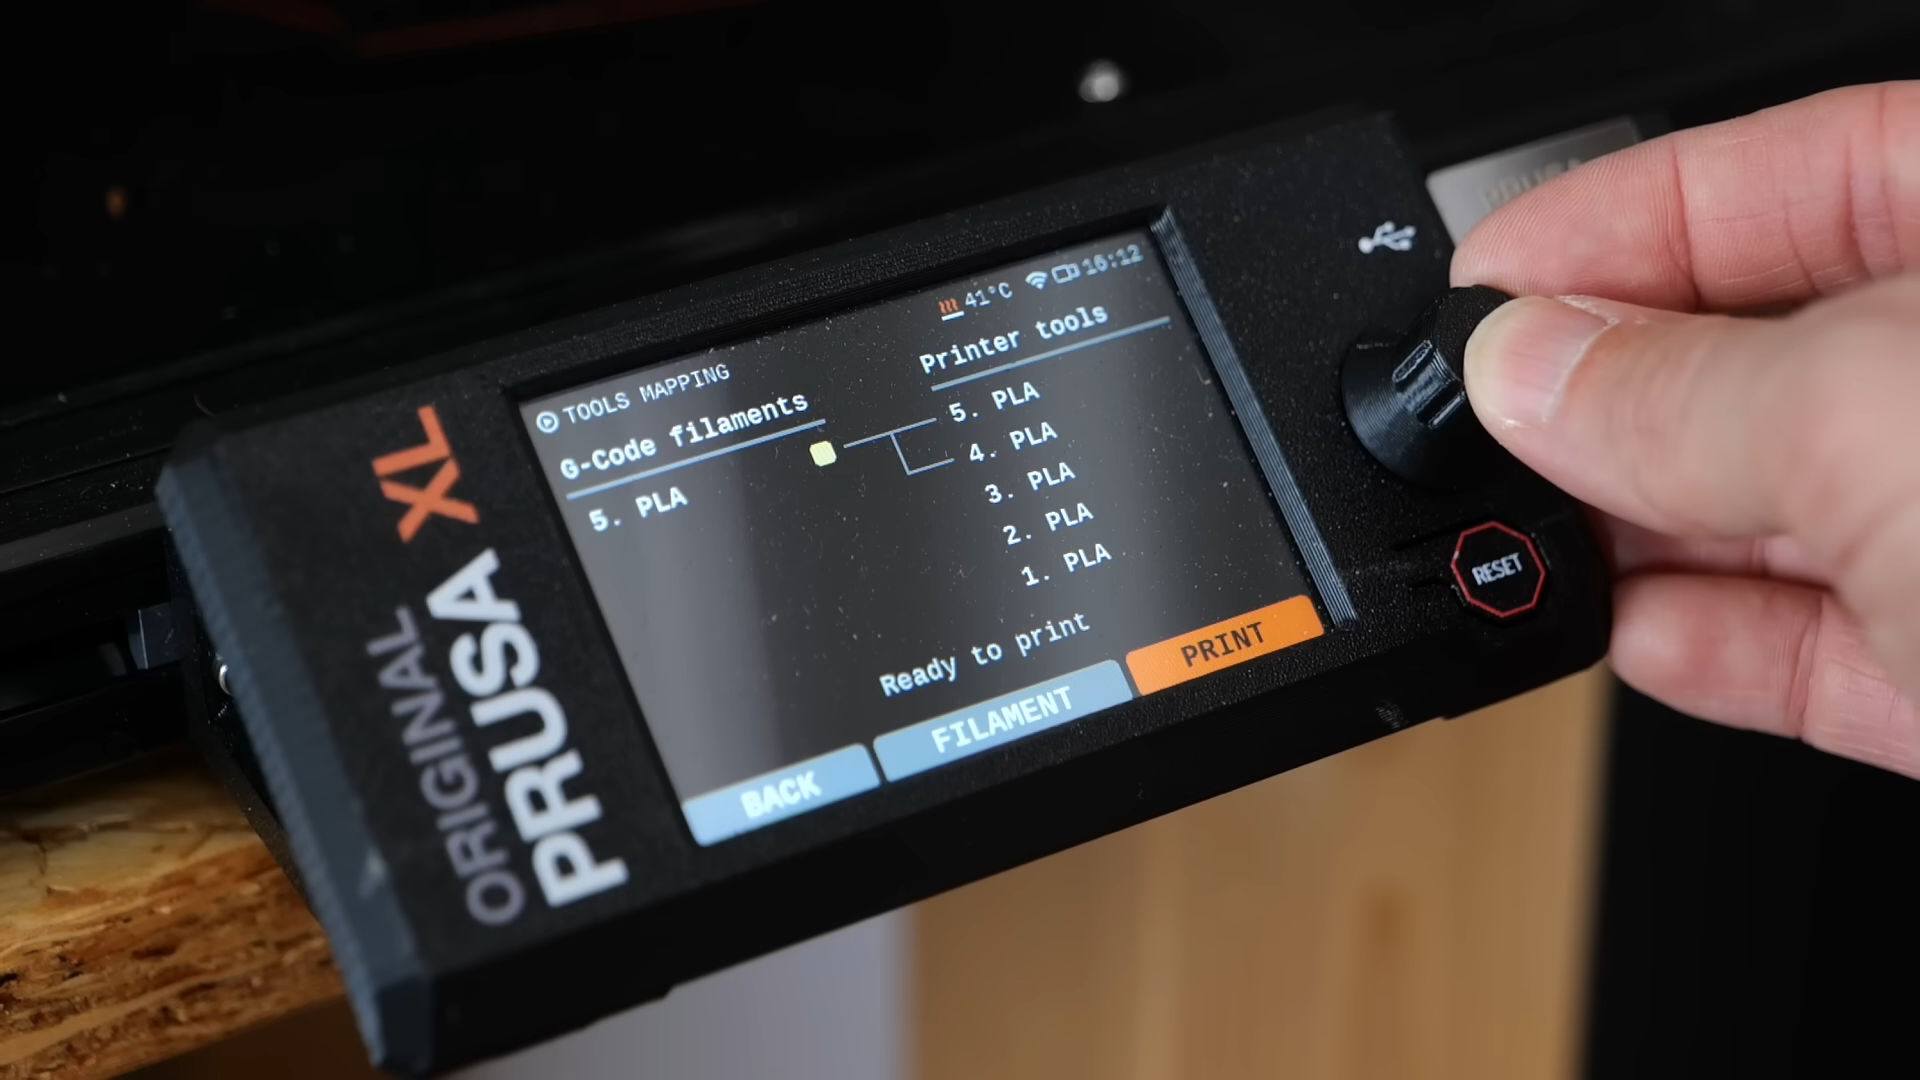 PRUSA
41°C 16:12
TOOLS MAPPING
G-Code filaments
Printer tools
5. PLA
5. PLA
4. PLA
3. PLA
2. PLA
1. PLA
Ready to print
BACK
FILAMENT
PRINT
ORIGINAL
PRUSA XL
RESET